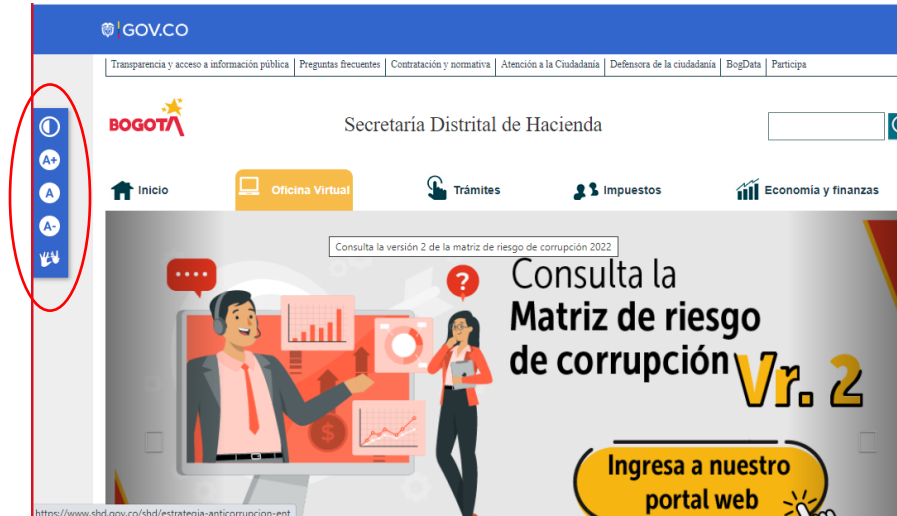 GOV.CO
Transparencia y acceso a información pública Preguntas frecuentes Contratación y normativa Atención a la Ciudadanía Defensora de la ciudadanía BogData Participa
BOGOTÁ
Secretaría Distrital de Hacienda
A+
A
A-
Inicio
Oficina Virtual
Trámites
Impuestos
Economía y finanzas
Consulta la versión 2 de la matriz de riesgo de corrupción 2022
?
Consulta la
Matriz de riesgo
de corrupción
Vr. 2
$
Ingresa a nuestro
portal web
https://www.shd.gov.co/shd/estrategia-anticorrupcion-ent